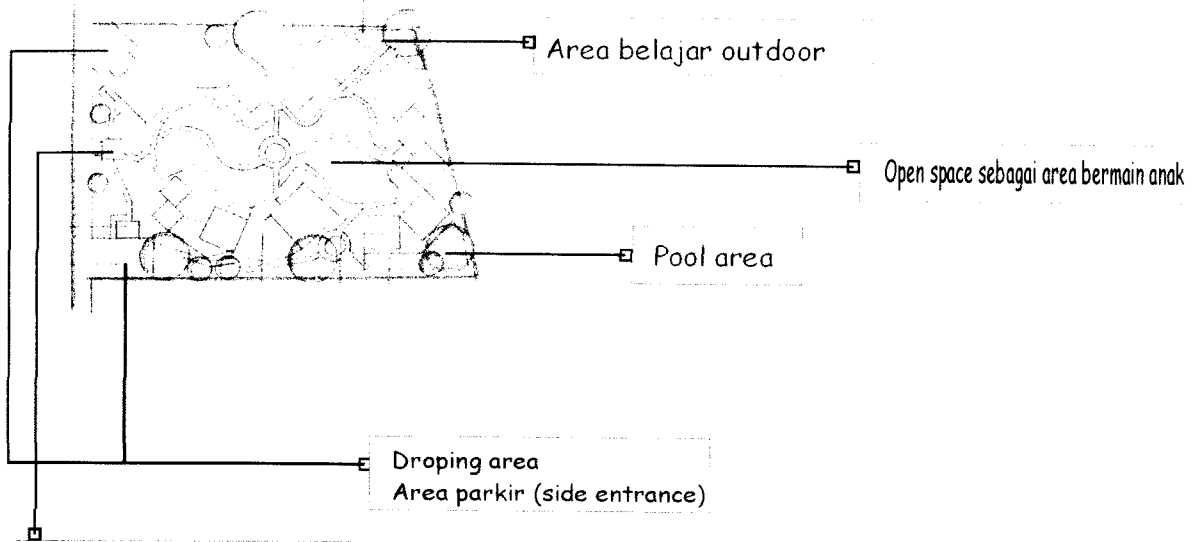 Area belajar outdoor
Open space sebagai area bermain anak
Pool area
Droping area
Area parkir (side entrance)